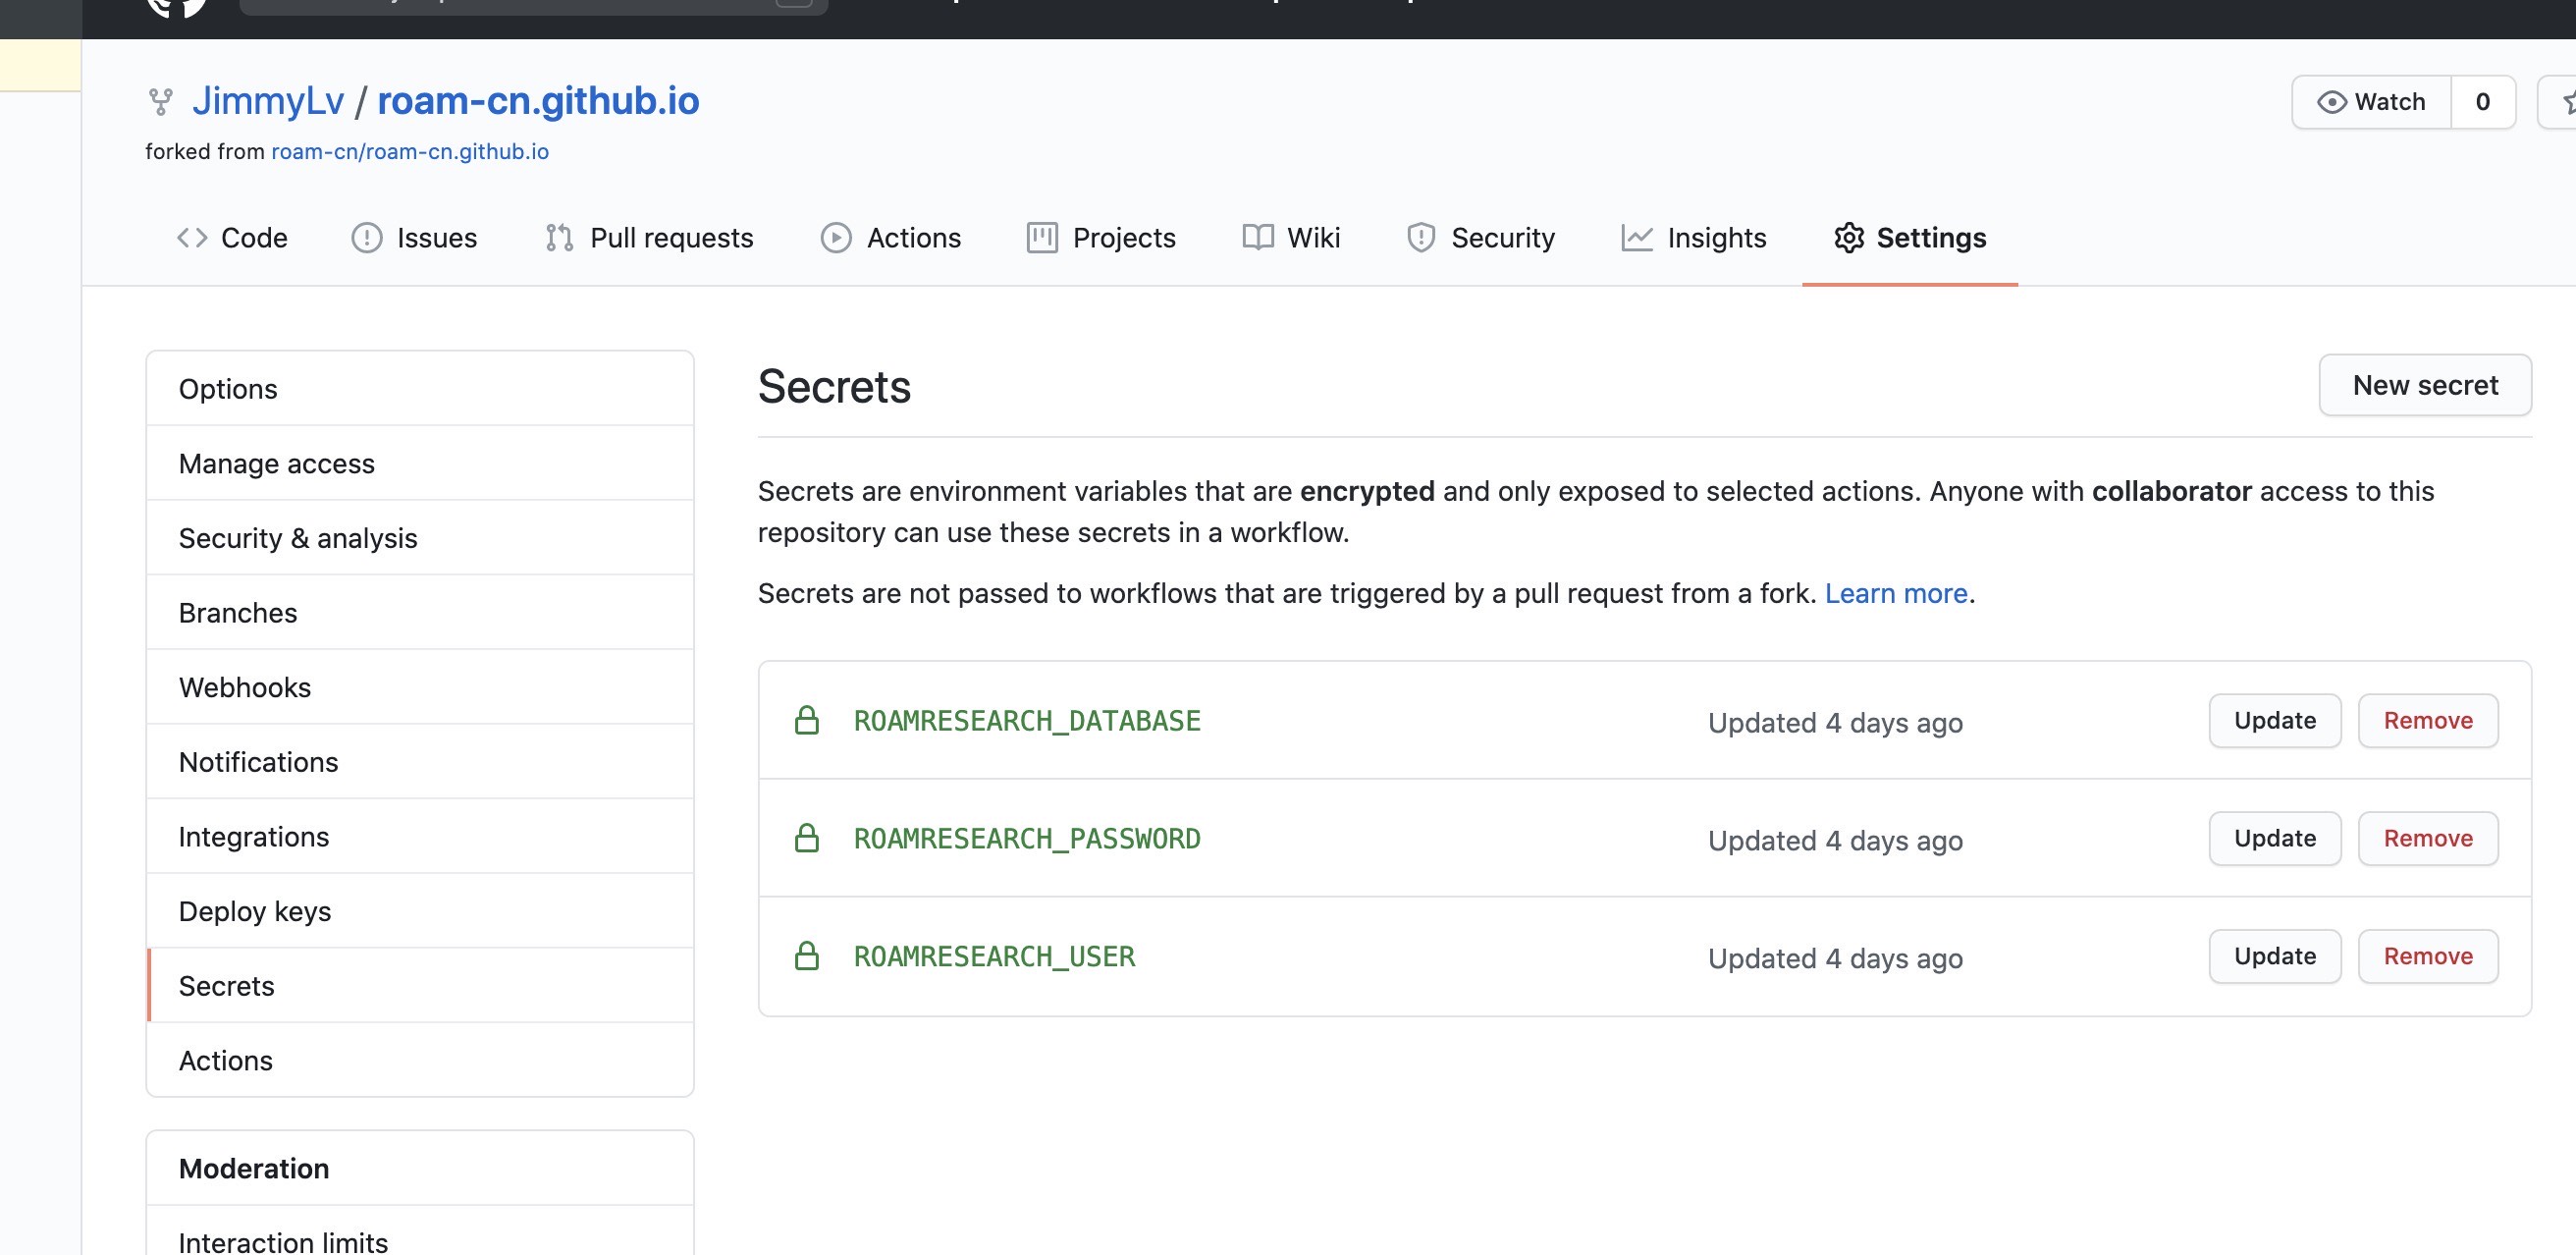 JimmyLv / roam-cn.github.io
Watch 0
forked from roam-cn/roam-cn.github.io
Code Issues Pull requests Actions Projects Wiki Security Insights Settings
Options
Manage access
Security & analysis
Branches
Webhooks
Notifications
Integrations
Deploy keys
Secrets
Actions
Moderation
Interaction limits
Secrets
New secret
Secrets are environment variables that are encrypted and only exposed to selected actions. Anyone with collaborator access to this
repository can use these secrets in a workflow.
Secrets are not passed to workflows that are triggered by a pull request from a fork. Learn more.
ROAMRESEARCH_DATABASE Updated 4 days ago Update Remove
ROAMRESEARCH_PASSWORD Updated 4 days ago Update Remove
ROAMRESEARCH_USER Updated 4 days ago Update Remove